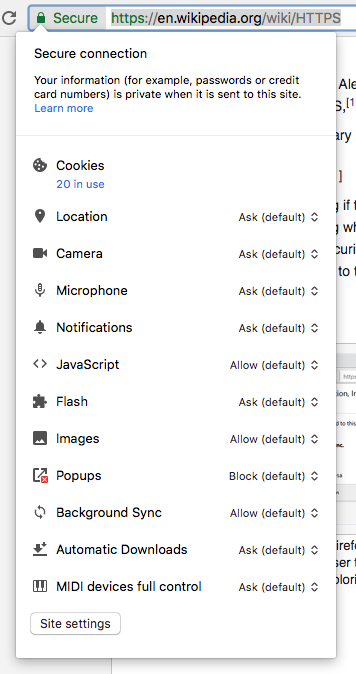 Secure https://en.wikipedia.org/wiki/HTTPS
Secure connection
Your information (for example, passwords or credit
card numbers) is private when it is sent to this site.
Learn more
Cookies
20 in use
Location Ask (default)
Camera Ask (default)
Microphone Ask (default)
Notifications Ask (default)
JavaScript Allow (default)
Flash Ask (default)
Images Allow (default)
Popups Block (default)
Background Sync Allow (default)
Automatic Downloads Ask (default)
MIDI devices full control Ask (default)
Site settings